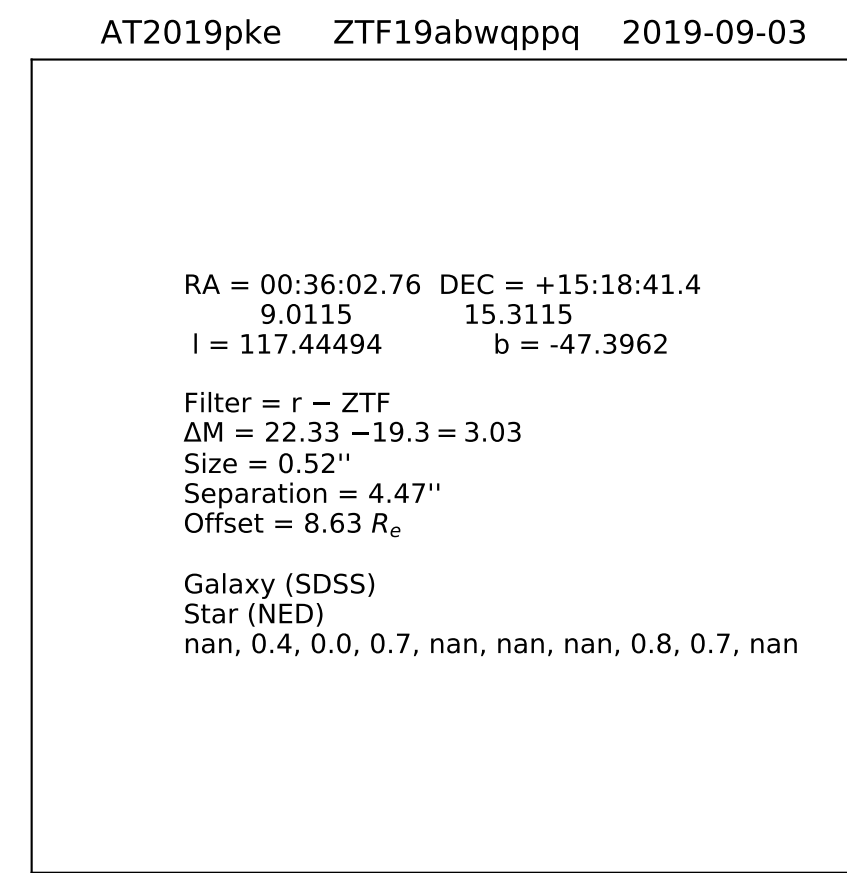 AT2019pke ZTF19abwqppq 2019-09-03
RA = 00:36:02.76 DEC = +15:18:41.4
9.0115 15.3115
l = 117.44494 b = -47.3962
Filter = r − ZTF
ΔM = 22.33 −19.3 = 3.03
Size = 0.52''
Separation = 4.47''
Offset = 8.63 Re
Galaxy (SDSS)
Star (NED)
nan, 0.4, 0.0, 0.7, nan, nan, nan, 0.8, 0.7, nan